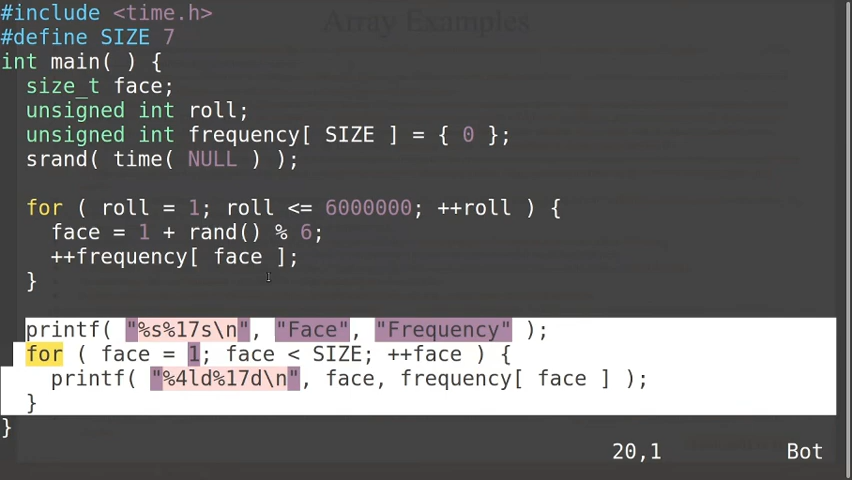 Array Examples
#include <time.h>
#define SIZE 7
int main( ) {
  size_t face;
  unsigned int roll;
  unsigned int frequency[ SIZE ] = { 0 };
  srand( time( NULL ) );

  for ( roll = 1; roll <= 6000000; ++roll ) {
    face = 1 + rand() % 6;
    ++frequency[ face ];
  }

  printf( "%s%17s\n", "Face", "Frequency" );
  for ( face = 1; face < SIZE; ++face ) {
    printf( "%4ld%17d\n", face, frequency[ face ] );
  }
}
20,1 Bot